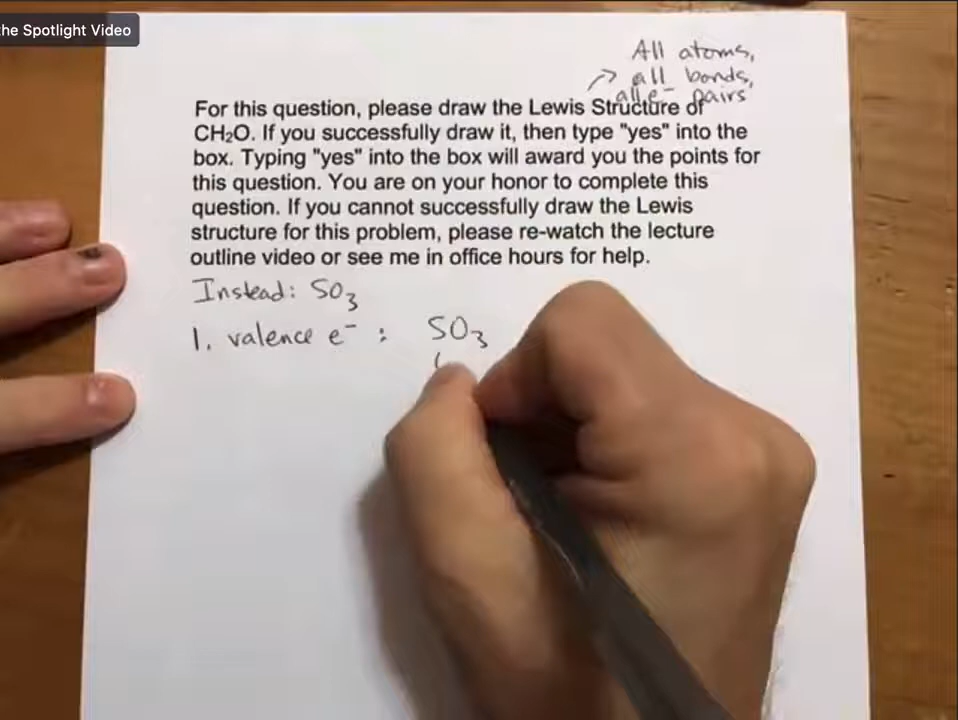 the Spotlight Video
All atoms,
→ all bonds,
all e⁻ pairs
For this question, please draw the Lewis Structure of
CH₂O. If you successfully draw it, then type "yes" into the
box. Typing "yes" into the box will award you the points for
this question. You are on your honor to complete this
question. If you cannot successfully draw the Lewis
structure for this problem, please re-watch the lecture
outline video or see me in office hours for help.
Instead: SO₃
1. valence e⁻ : SO₃